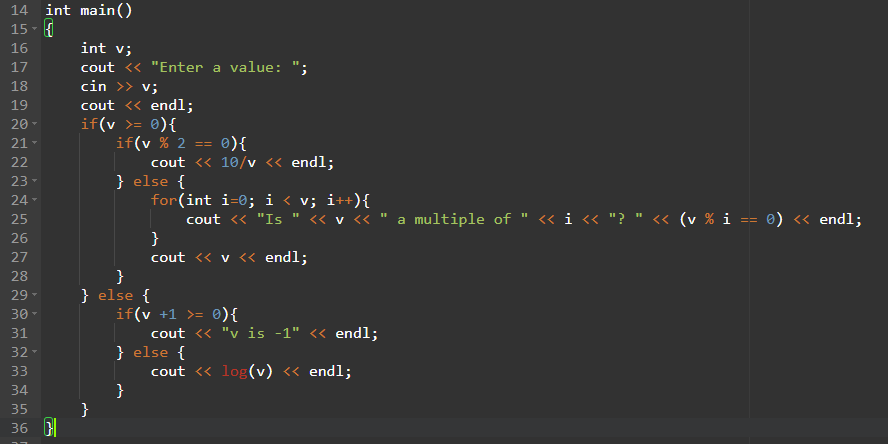 14 int main()
15 {
16     int v;
17     cout << "Enter a value: ";
18     cin >> v;
19     cout << endl;
20     if(v >= 0){
21         if(v % 2 == 0){
22             cout << 10/v << endl;
23         } else {
24             for(int i=0; i < v; i++){
25                 cout << "Is " << v << " a multiple of " << i << "? " << (v % i == 0) << endl;
26             }
27             cout << v << endl;
28         }
29     } else {
30         if(v +1 >= 0){
31             cout << "v is -1" << endl;
32         } else {
33             cout << log(v) << endl;
34         }
35     }
36 }